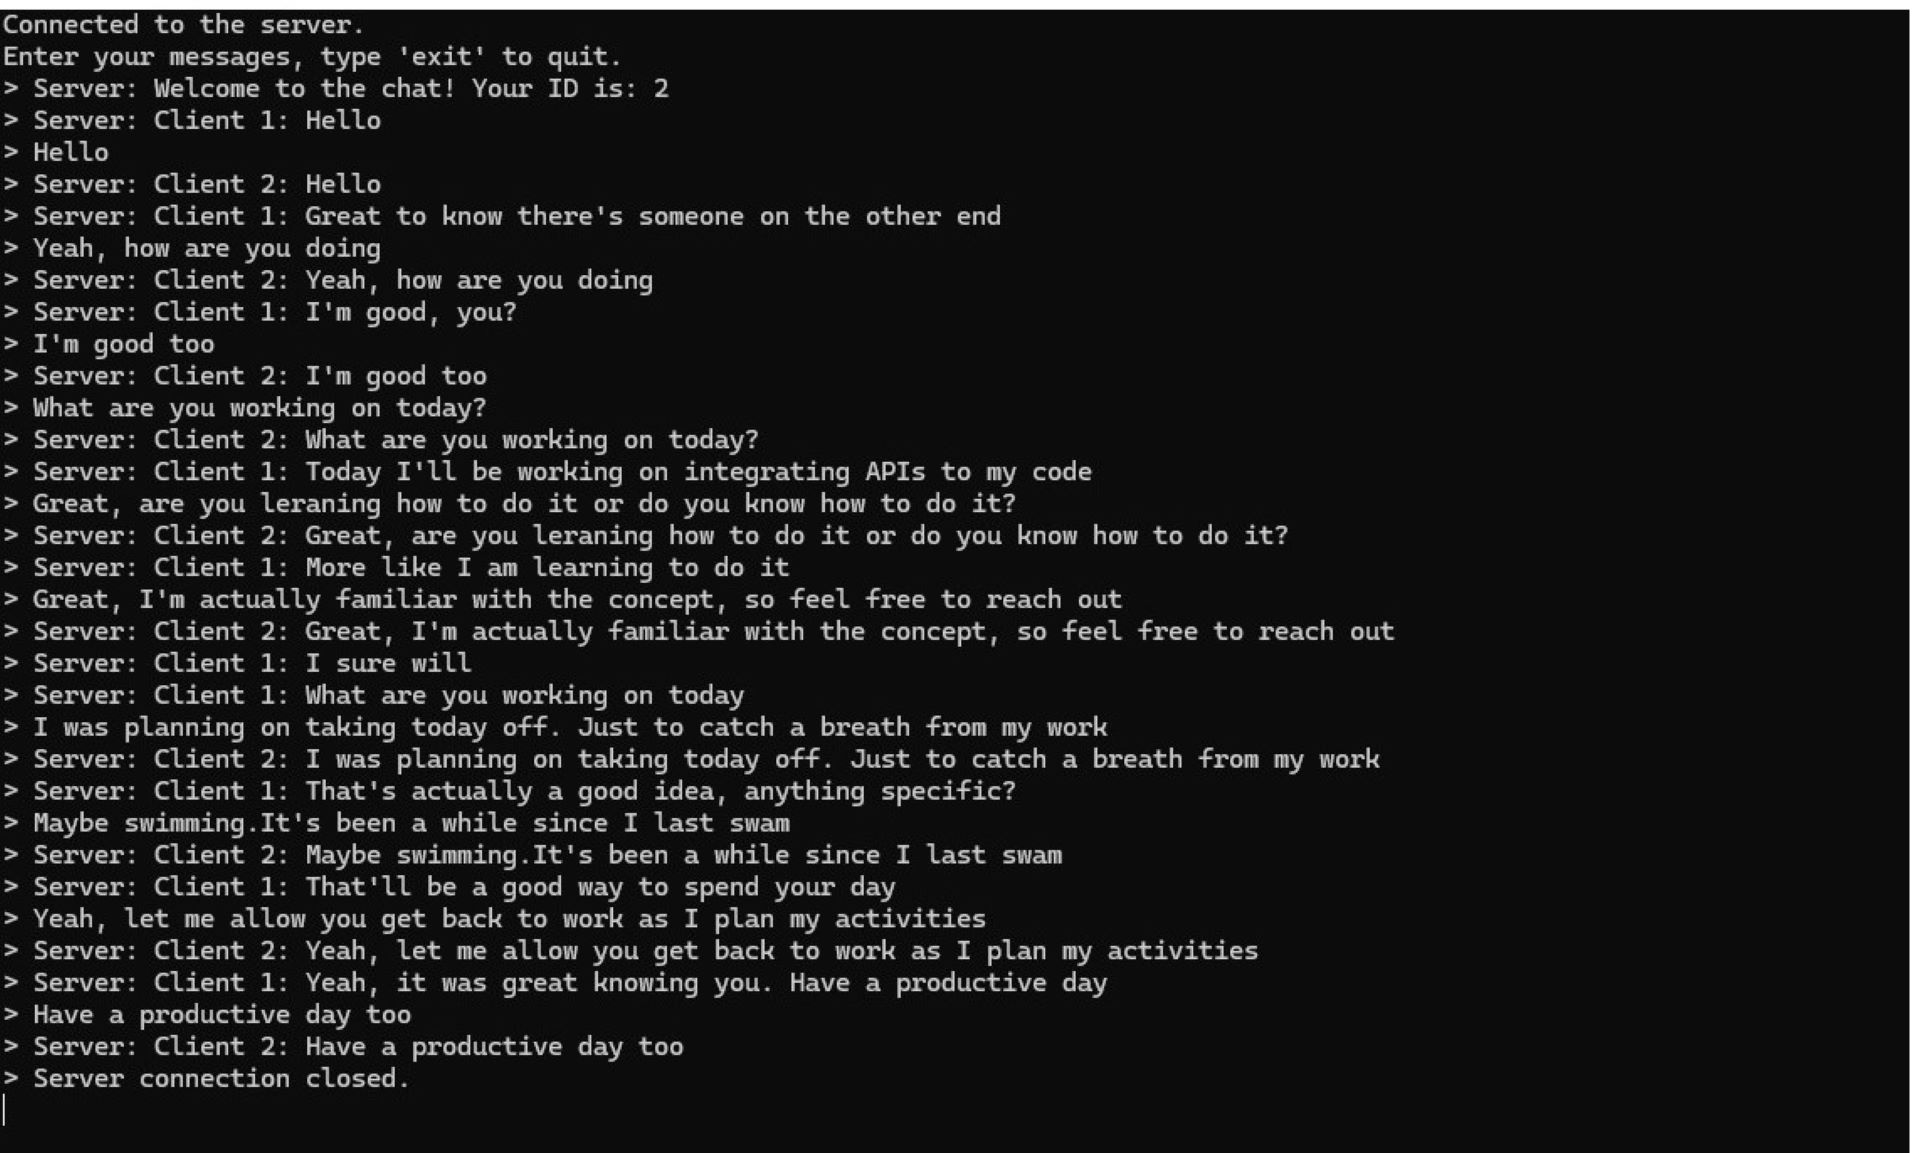 Connected to the server.
Enter your messages, type 'exit' to quit.
> Server: Welcome to the chat! Your ID is: 2
> Server: Client 1: Hello
> Hello
> Server: Client 2: Hello
> Server: Client 1: Great to know there's someone on the other end
> Yeah, how are you doing
> Server: Client 2: Yeah, how are you doing
> Server: Client 1: I'm good, you?
> I'm good too
> Server: Client 2: I'm good too
> What are you working on today?
> Server: Client 2: What are you working on today?
> Server: Client 1: Today I'll be working on integrating APIs to my code
> Great, are you leraning how to do it or do you know how to do it?
> Server: Client 2: Great, are you leraning how to do it or do you know how to do it?
> Server: Client 1: More like I am learning to do it
> Great, I'm actually familiar with the concept, so feel free to reach out
> Server: Client 2: Great, I'm actually familiar with the concept, so feel free to reach out
> Server: Client 1: I sure will
> Server: Client 1: What are you working on today
> I was planning on taking today off. Just to catch a breath from my work
> Server: Client 2: I was planning on taking today off. Just to catch a breath from my work
> Server: Client 1: That's actually a good idea, anything specific?
> Maybe swimming.It's been a while since I last swam
> Server: Client 2: Maybe swimming.It's been a while since I last swam
> Server: Client 1: That'll be a good way to spend your day
> Yeah, let me allow you get back to work as I plan my activities
> Server: Client 2: Yeah, let me allow you get back to work as I plan my activities
> Server: Client 1: Yeah, it was great knowing you. Have a productive day
> Have a productive day too
> Server: Client 2: Have a productive day too
> Server connection closed.